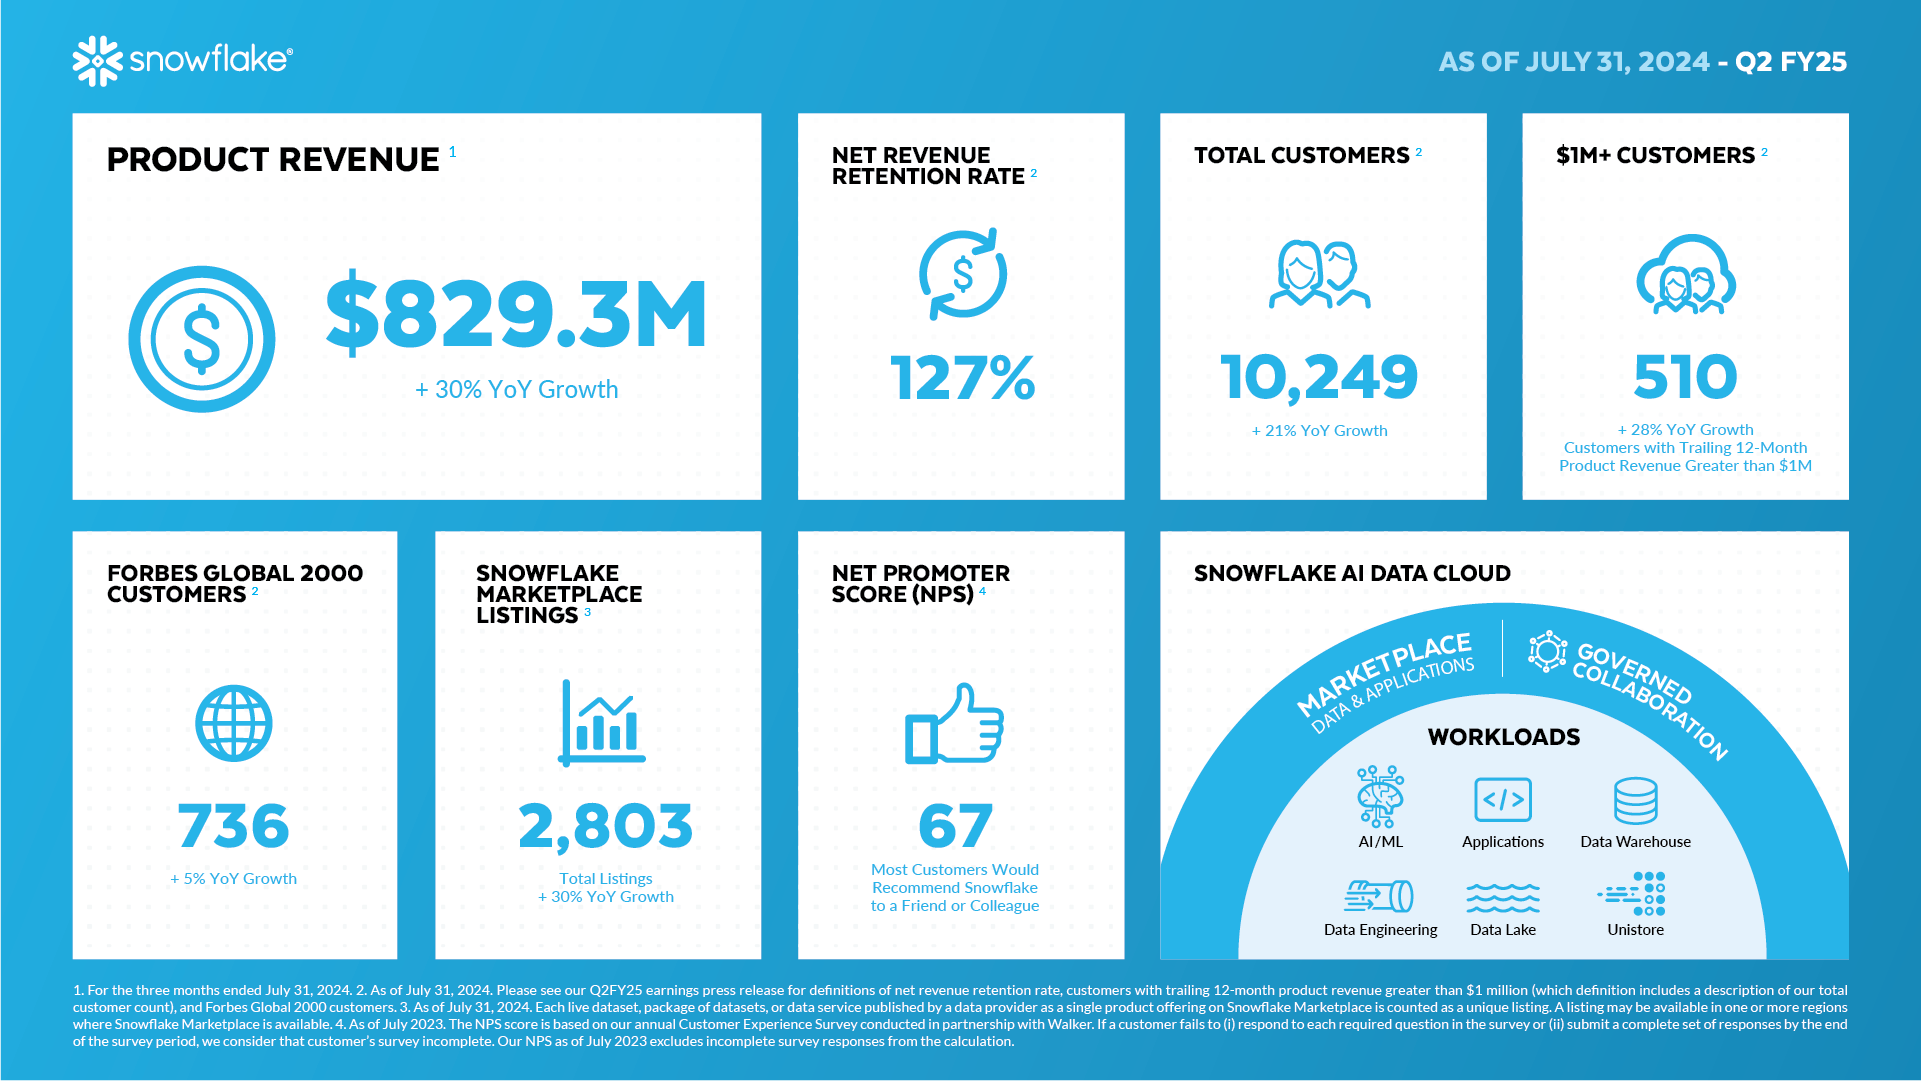 snowflake®
AS OF JULY 31, 2024 - Q2 FY25
PRODUCT REVENUE 1
$829.3M
+ 30% YoY Growth
NET REVENUE
RETENTION RATE 2
127%
TOTAL CUSTOMERS 2
10,249
+ 21% YoY Growth
$1M+ CUSTOMERS 2
510
+ 28% YoY Growth
Customers with Trailing 12-Month
Product Revenue Greater than $1M
FORBES GLOBAL 2000
CUSTOMERS 2
736
+ 5% YoY Growth
SNOWFLAKE
MARKETPLACE
LISTINGS 3
2,803
Total Listings
+ 30% YoY Growth
NET PROMOTER
SCORE (NPS) 4
67
Most Customers Would
Recommend Snowflake
to a Friend or Colleague
SNOWFLAKE AI DATA CLOUD
MARKETPLACE
DATA & APPLICATIONS
GOVERNED
COLLABORATION
WORKLOADS
AI/ML
Applications
Data Warehouse
Data Engineering
Data Lake
Unistore
1. For the three months ended July 31, 2024. 2. As of July 31, 2024. Please see our Q2FY25 earnings press release for definitions of net revenue retention rate, customers with trailing 12-month product revenue greater than $1 million (which definition includes a description of our total
customer count), and Forbes Global 2000 customers. 3. As of July 31, 2024. Each live dataset, package of datasets, or data service published by a data provider as a single product offering on Snowflake Marketplace is counted as a unique listing. A listing may be available in one or more regions
where Snowflake Marketplace is available. 4. As of July 2023. The NPS score is based on our annual Customer Experience Survey conducted in partnership with Walker. If a customer fails to (i) respond to each required question in the survey or (ii) submit a complete set of responses by the end
of the survey period, we consider that customer's survey incomplete. Our NPS as of July 2023 excludes incomplete survey responses from the calculation.